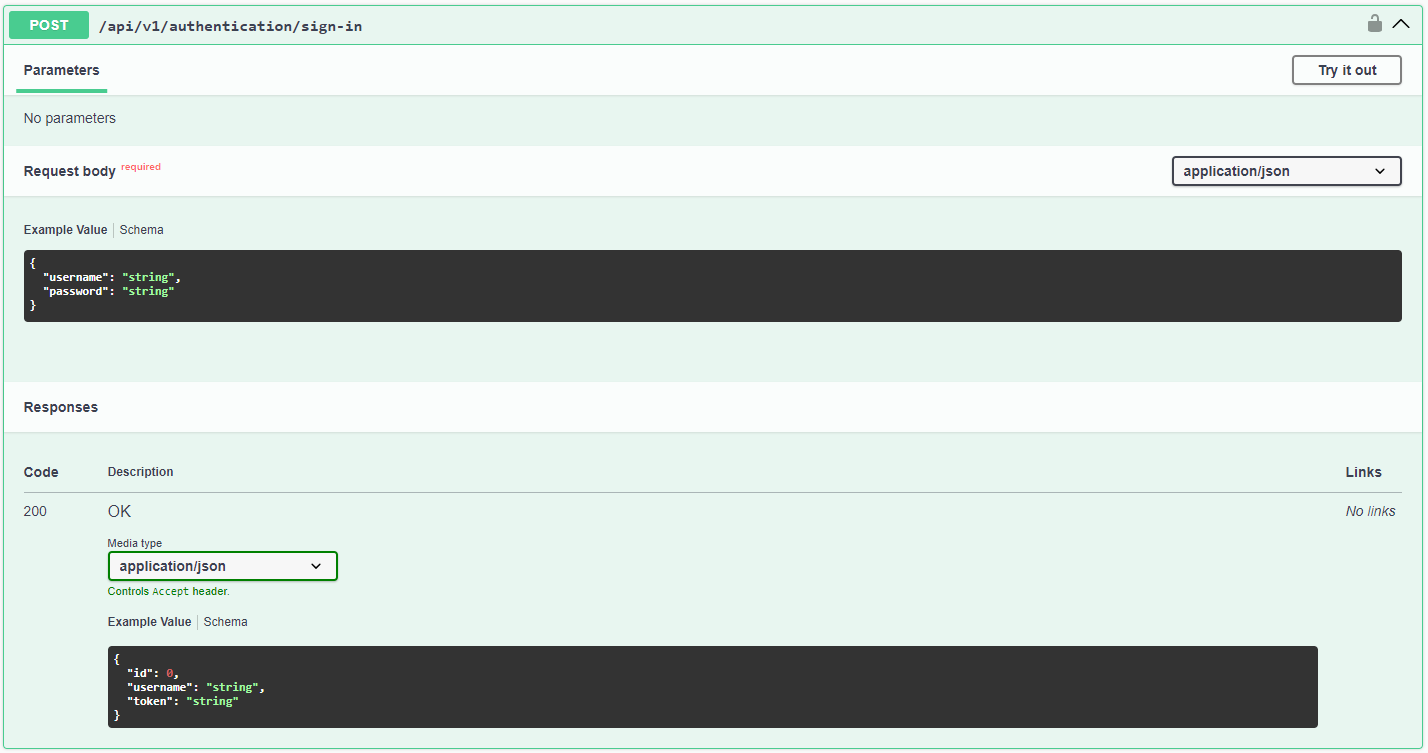 POST /api/v1/authentication/sign-in
Parameters
Try it out
No parameters
Request body required
application/json
Example Value Schema
{
  "username": "string",
  "password": "string"
}
Responses
Code Description Links
200 OK No links
Media type
application/json
Controls Accept header.
Example Value Schema
{
  "id": 0,
  "username": "string",
  "token": "string"
}